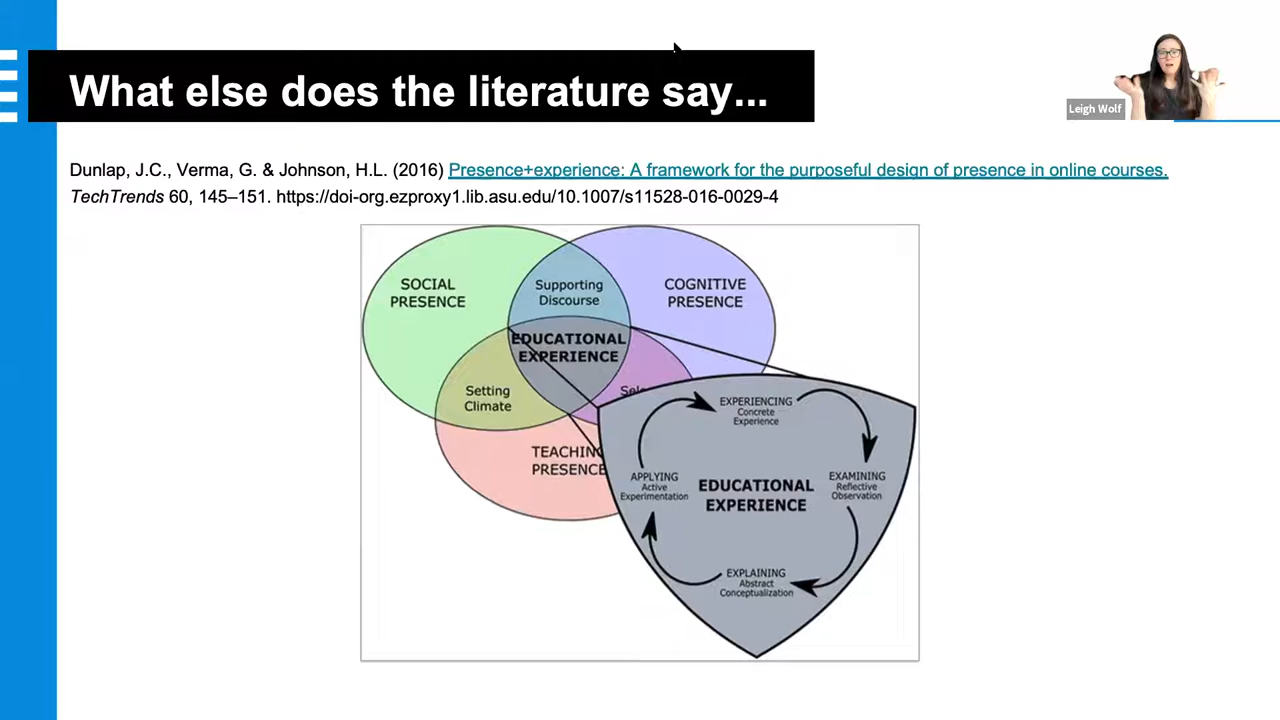 What else does the literature say...
Leigh Wolf
Dunlap, J.C., Verma, G. & Johnson, H.L. (2016) Presence+experience: A framework for the purposeful design of presence in online courses.
TechTrends 60, 145–151. https://doi-org.ezproxy1.lib.asu.edu/10.1007/s11528-016-0029-4
SOCIAL
PRESENCE
Supporting
Discourse
COGNITIVE
PRESENCE
EDUCATIONAL
EXPERIENCE
Setting
Climate
TEACHING
PRESENCE
EXPERIENCING
Concrete
Experience
APPLYING
Active
Experimentation
EDUCATIONAL
EXPERIENCE
EXAMINING
Reflective
Observation
EXPLAINING
Abstract
Conceptualization